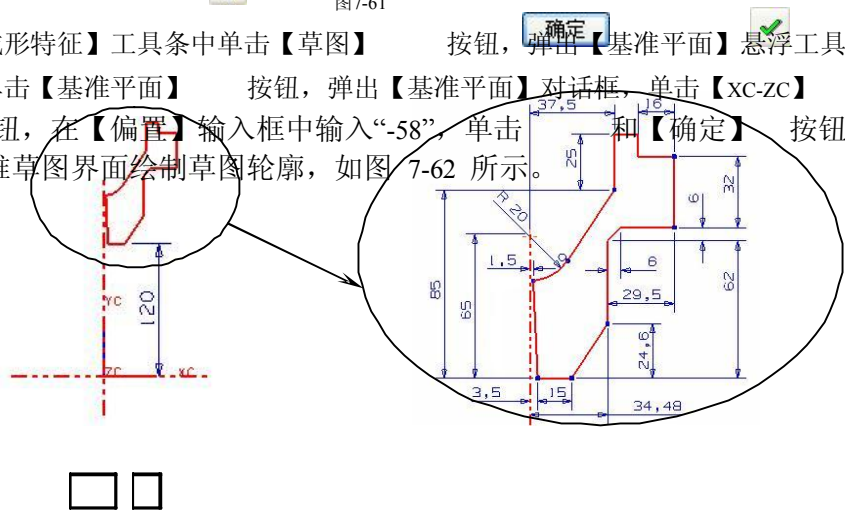 图7-61
形特征】工具条中单击【草图】 按钮，弹出【基准平面】悬浮工具
确定
击【基准平面】 按钮，弹出【基准平面】对话框，单击【XC-ZC】
钮，在【偏置】输入框中输入“-58”，单击 和【确定】 按钮
草图界面绘制草图轮廓，如图 7-62 所示。
37,5
16
25
32
6
R 20
1,5
6
85
65
29,5
62
24,6
3,5
15
34,48
120
YC
ZC
XC